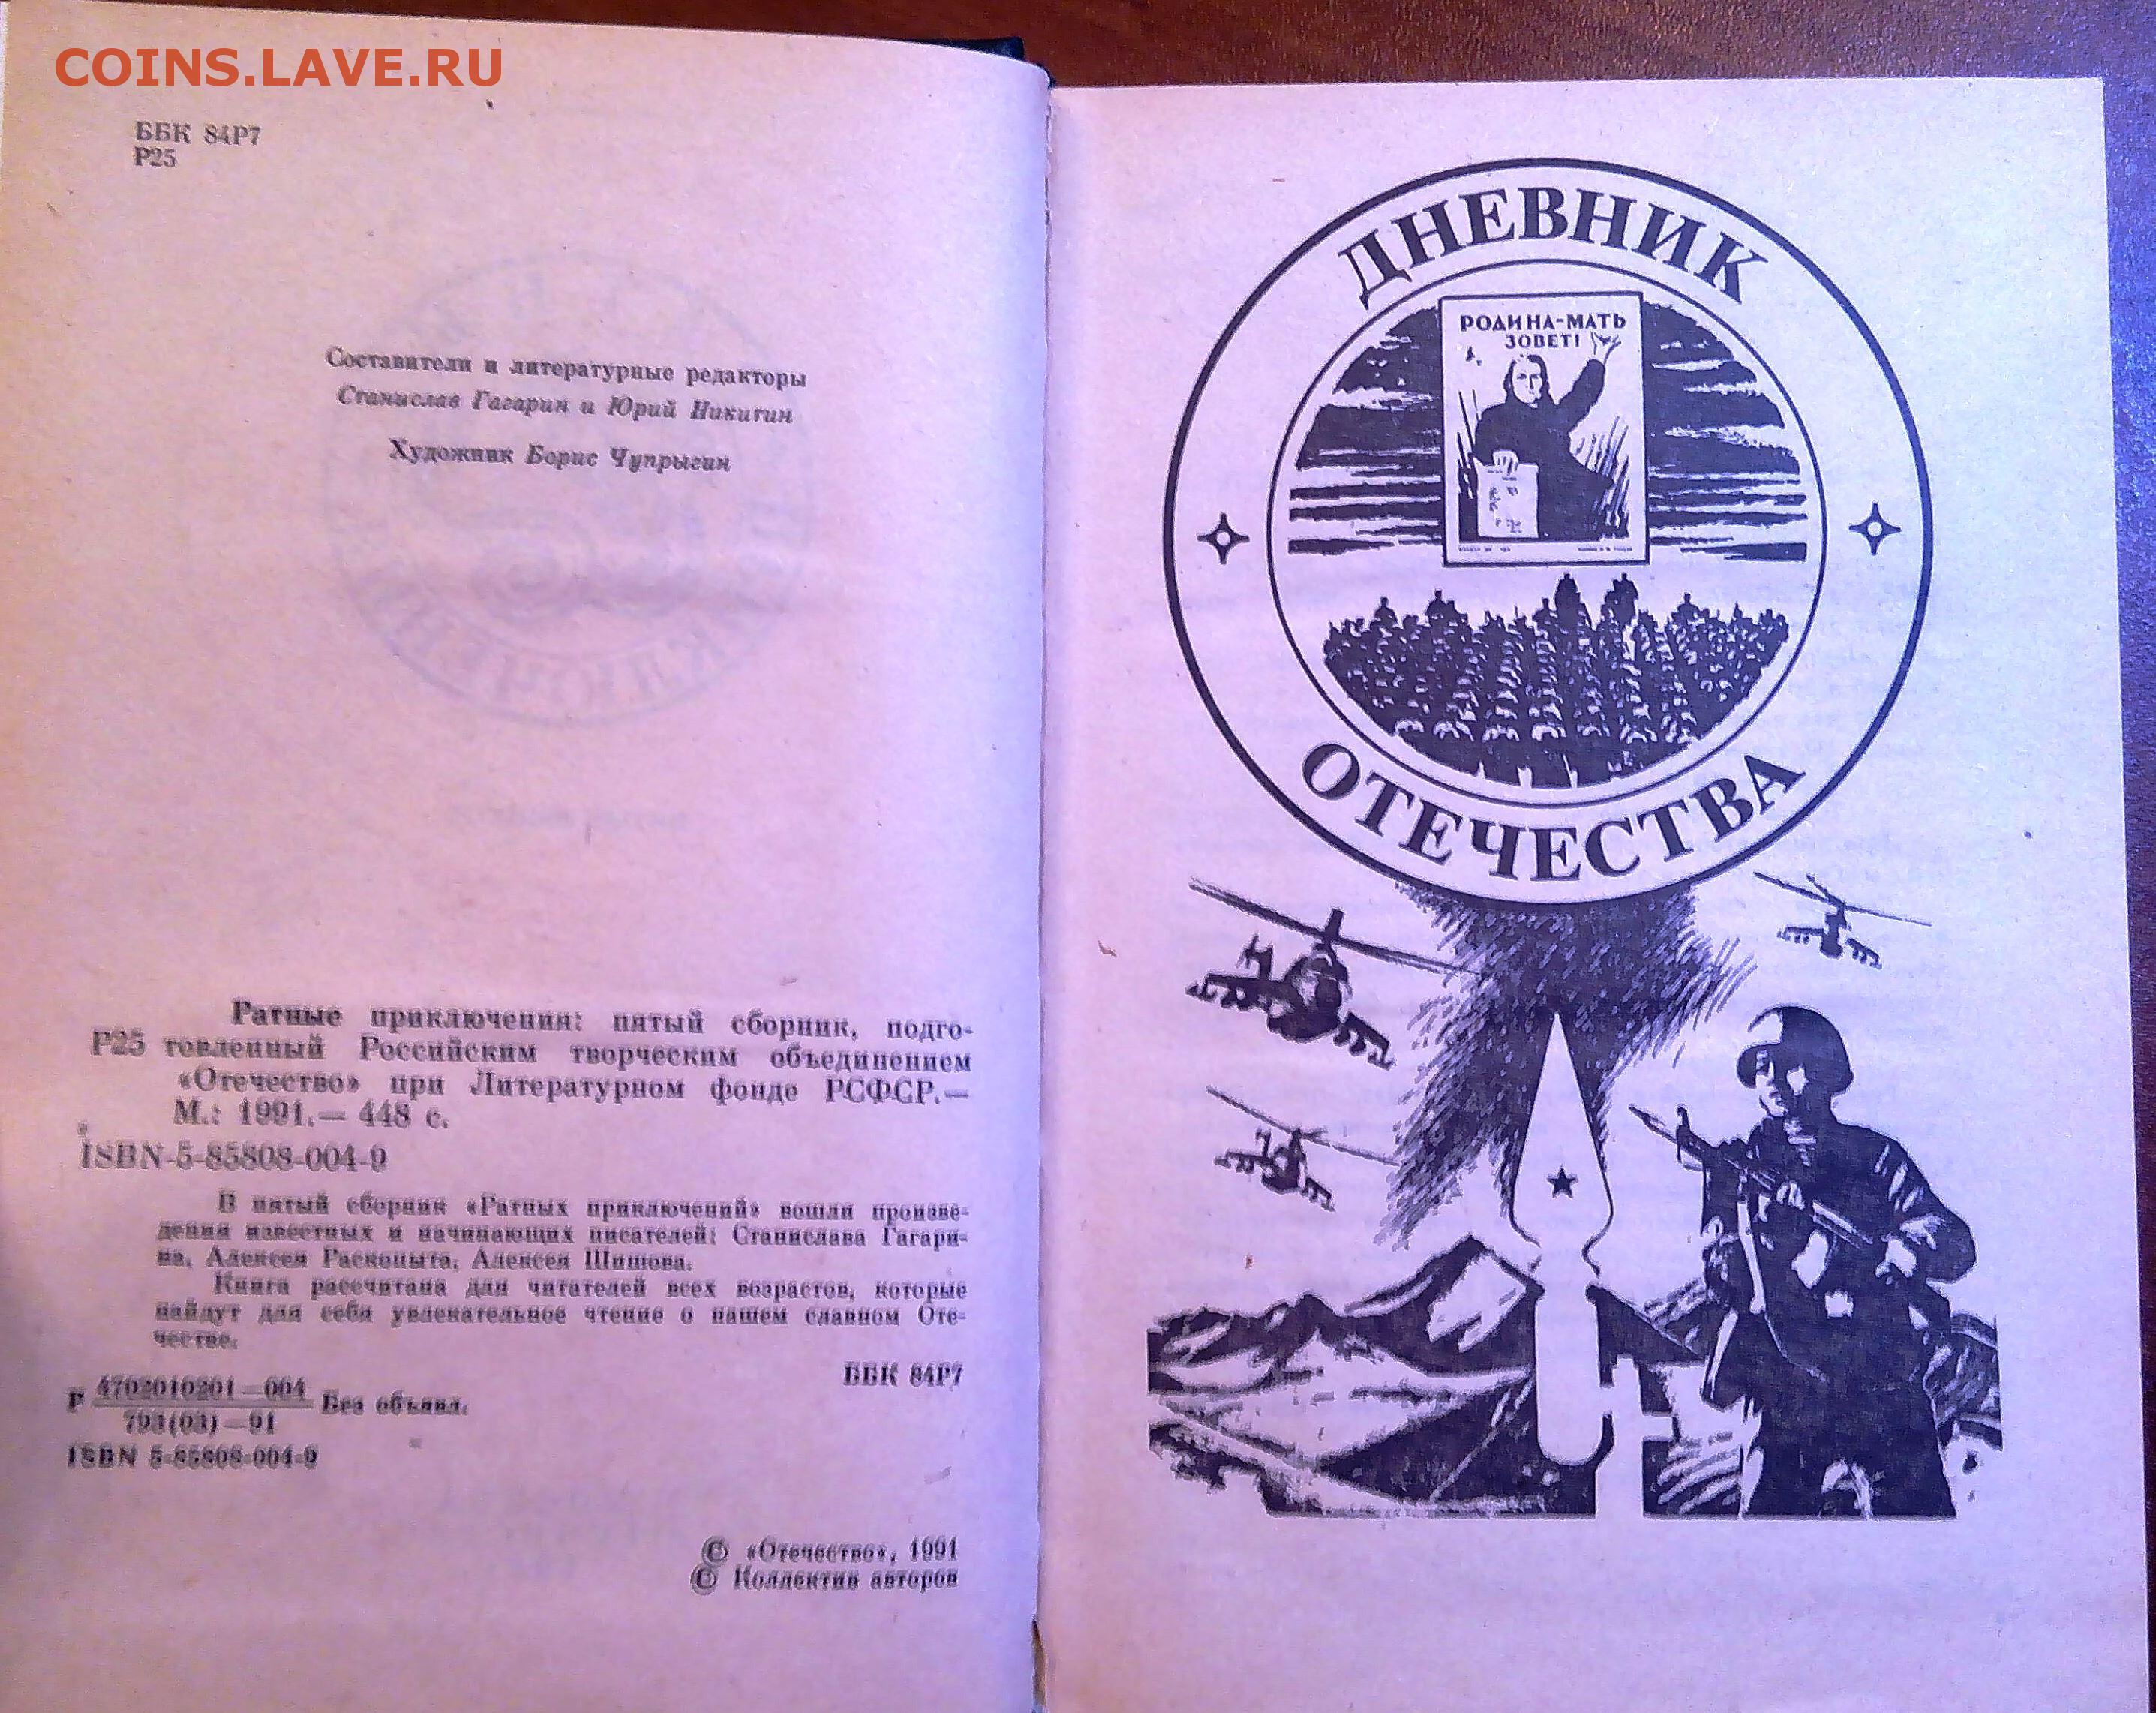 COINS.LAVE.RU
ББК 84Р7
Р25
Составители и литературные редакторы
Станислав Гагарин и Юрий Никитин
Художник Борис Чупрыгин
Ратные приключения: пятый сборник, подго-
Р25 товленный Российским творческим объединением
«Отечество» при Литературном фонде РСФСР.—
М.: 1991.— 448 с.
ISBN-5-85808-004-9
В пятый сборник «Ратных приключений» вошли произве-
дения известных и начинающих писателей: Станислава Гагари-
на, Алексея Раскопыта, Алексея Шишова.
Книга рассчитана для читателей всех возрастов, которые
найдут для себя увлекательное чтение о нашем славном Оте-
честве.
ББК 84Р7
Р 4702010201—004 Без объявл.
793(03)—91
ISBN 5-85808-004-9
© «Отечество», 1991
© Коллектив авторов
ДНЕВНИК
РОДИНА-МАТЬ
ЗОВЕТ!
ОТЕЧЕСТВА